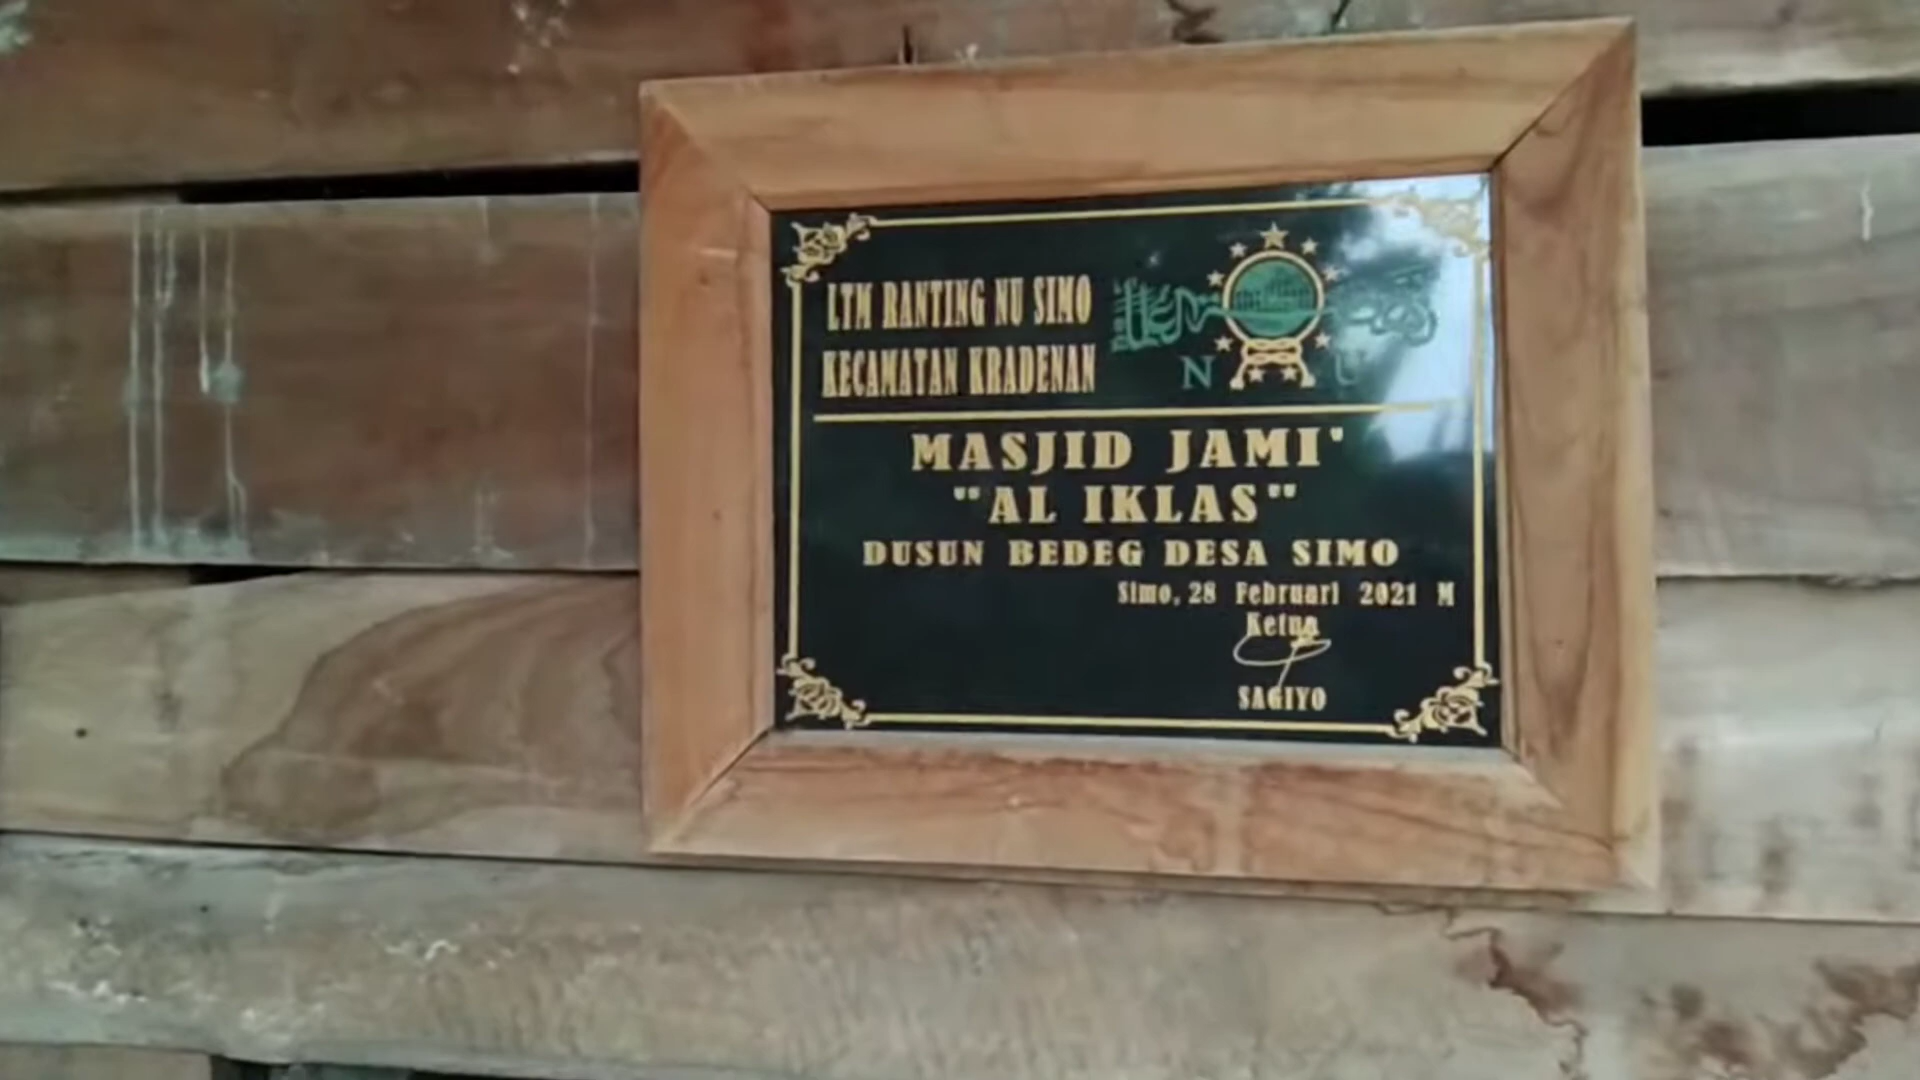 LTM RANTING NU SIMO
KECAMATAN KRADENAN
N U
MASJID JAMI'
"AL IKLAS"
DUSUN BEDEG DESA SIMO
Simo, 28 Februari 2021 M
Ketua
SAGIYO